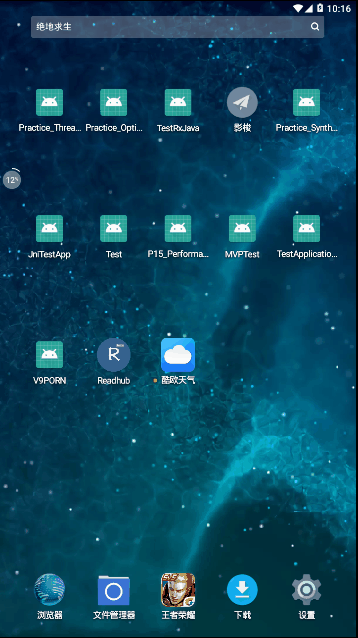 10:16
绝地求生
Practice_Threa...
Practice_Opti...
TestRxJava
影梭
Practice_Synth...
12%
JniTestApp
Test
P15_Performa...
MVPTest
TestApplicatio...
V9PORN
R
Readhub
酷欧天气
浏览器
文件管理器
王者荣耀
下载
设置